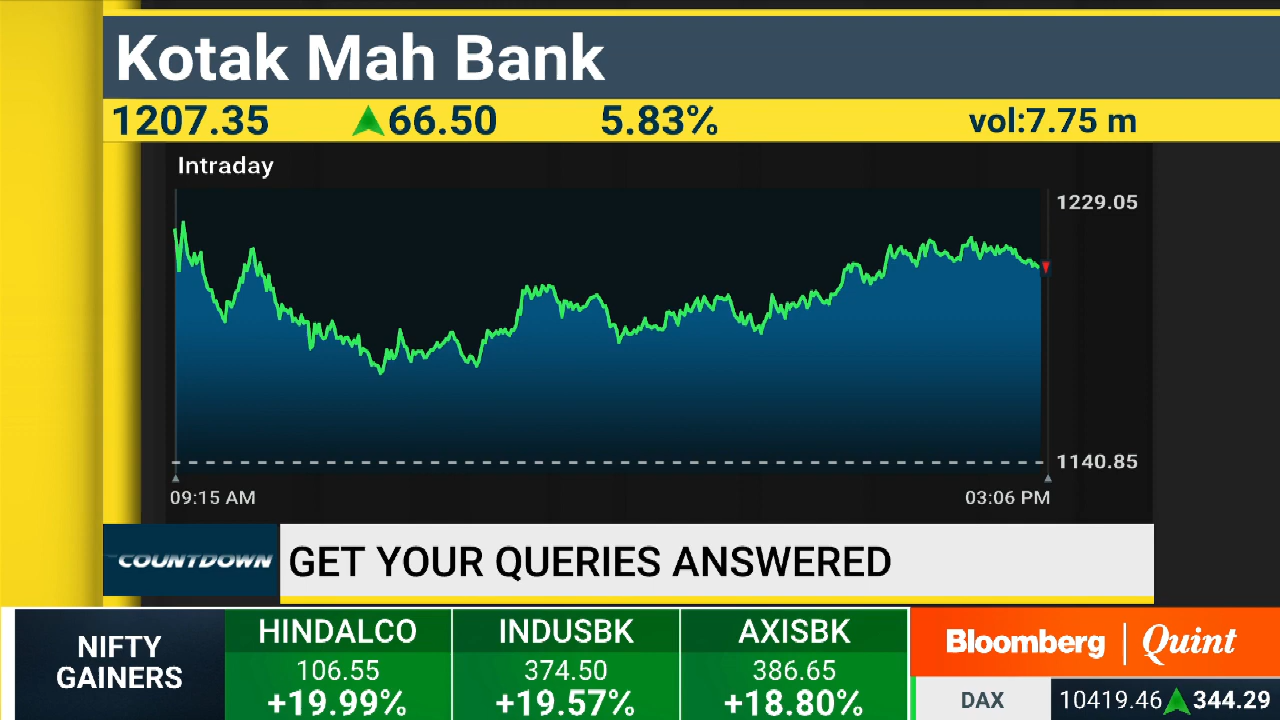 Kotak Mah Bank
1207.35 66.50 5.83% vol:7.75 m
Intraday
1229.05
1140.85
09:15 AM 03:06 PM
COUNTDOWN GET YOUR QUERIES ANSWERED
NIFTY GAINERS
HINDALCO
106.55
+19.99%
INDUSBK
374.50
+19.57%
AXISBK
386.65
+18.80%
Bloomberg | Quint
DAX 10419.46 344.29